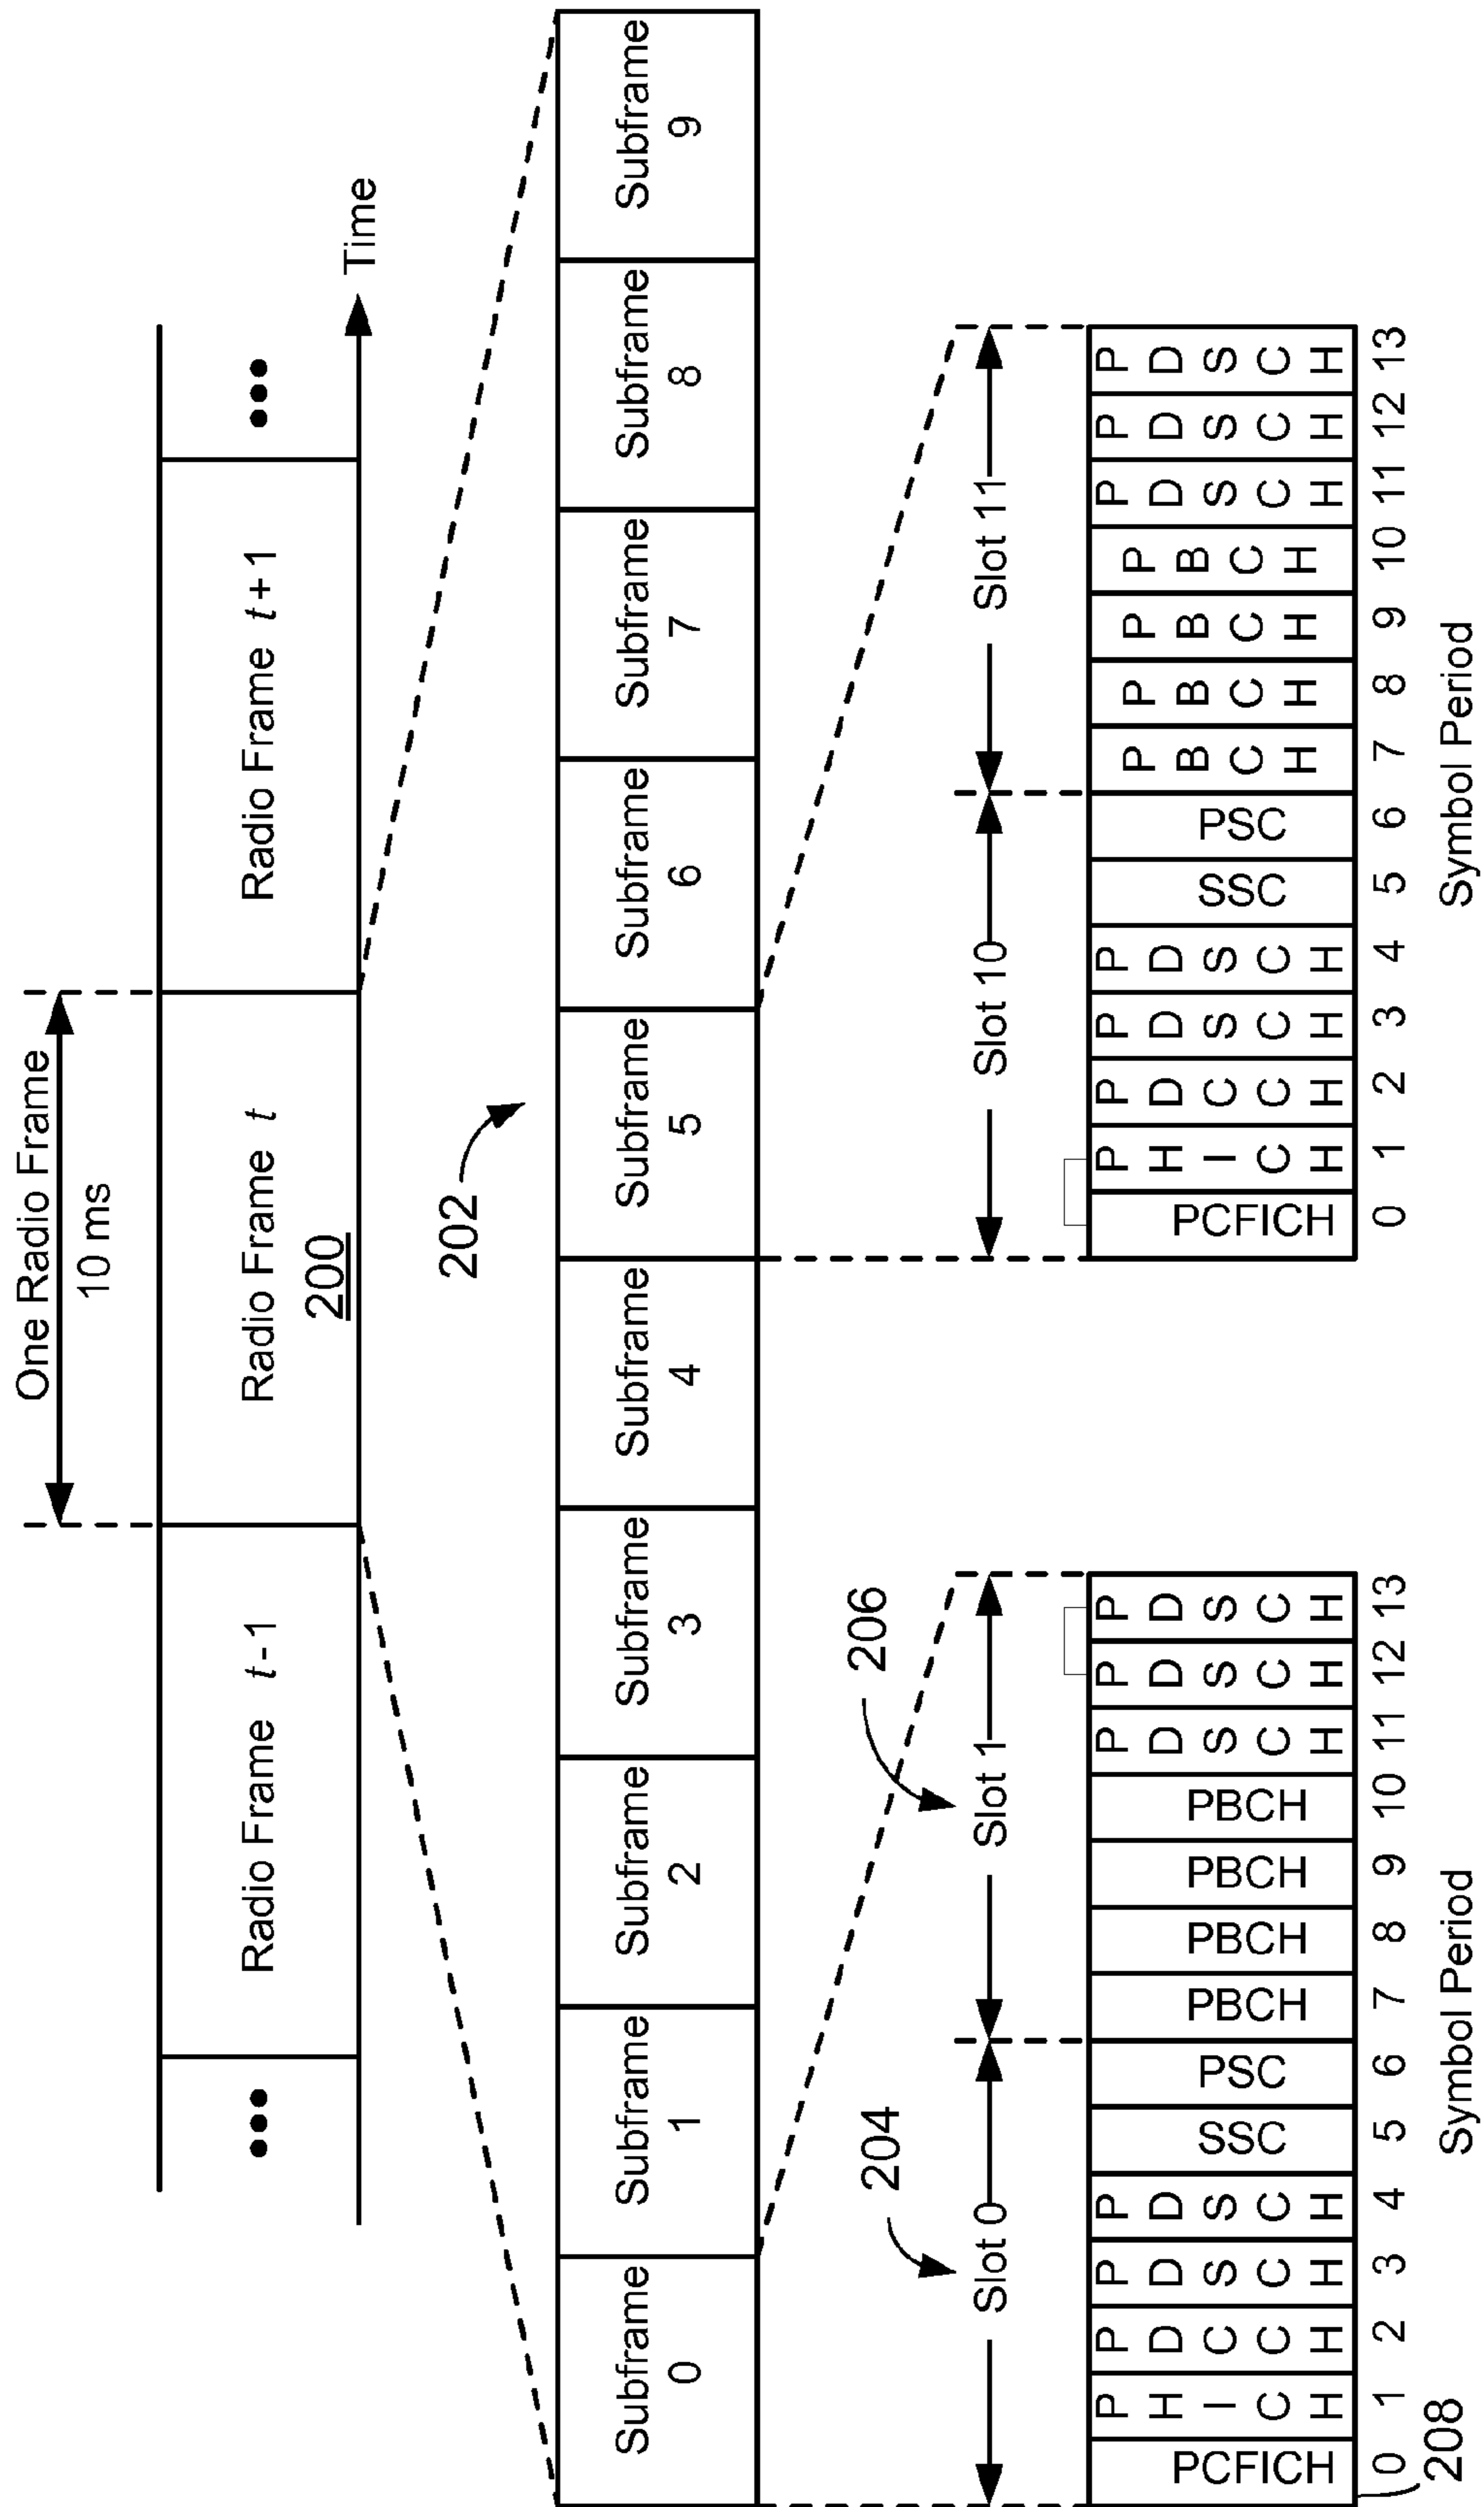 One Radio Frame
10 ms
••• Radio Frame t-1 Radio Frame t Radio Frame t+1 •••
200
Time
202
Subframe 0 Subframe 1 Subframe 2 Subframe 3 Subframe 4 Subframe 5 Subframe 6 Subframe 7 Subframe 8 Subframe 9
204
206
Slot 0 Slot 1 Slot 10 Slot 11
PCFICH PHICH PDCCH PDSCH PDSCH SSC PSC PBCH PBCH PBCH PBCH PDSCH PDSCH PDSCH
0 1 2 3 4 5 6 7 8 9 10 11 12 13
Symbol Period
208
PCFICH PHICH PDCCH PDSCH PDSCH SSC PSC PBCH PBCH PBCH PBCH PDSCH PDSCH PDSCH
0 1 2 3 4 5 6 7 8 9 10 11 12 13
Symbol Period